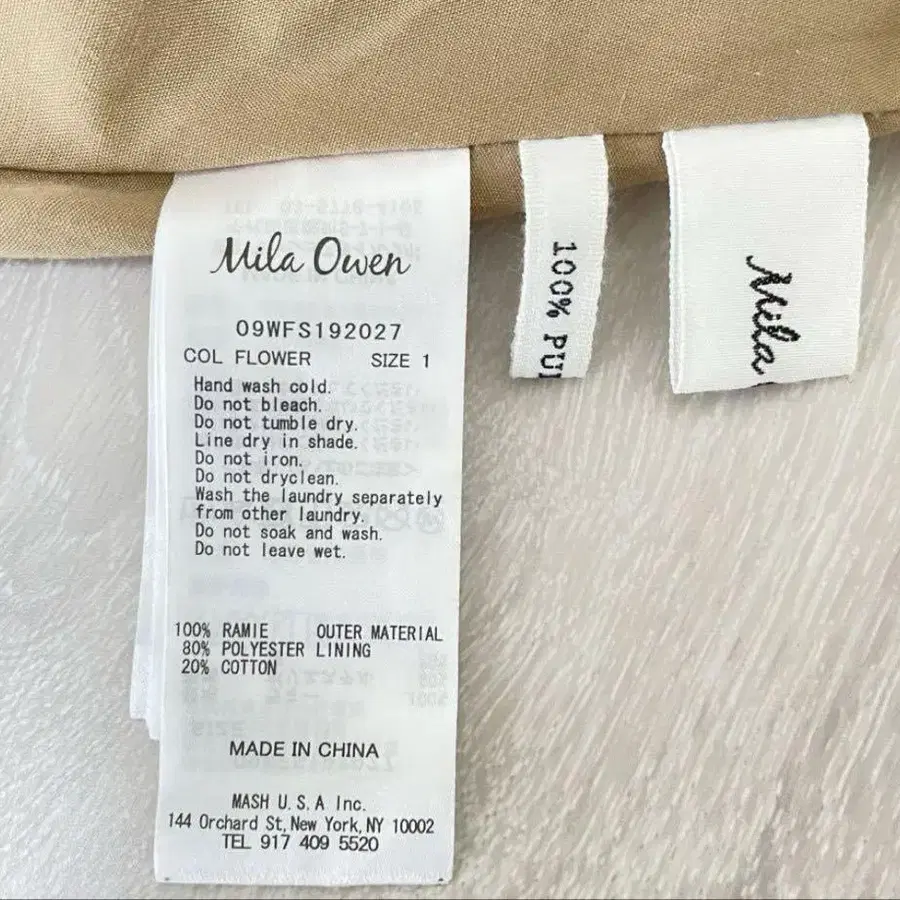 Mila Owen
09WFS192027
COL FLOWER SIZE 1
Hand wash cold.
Do not bleach.
Do not tumble dry.
Line dry in shade.
Do not iron.
Do not dryclean.
Wash the laundry separately
from other laundry.
Do not soak and wash.
Do not leave wet.
100% RAMIE OUTER MATERIAL
80% POLYESTER LINING
20% COTTON
MADE IN CHINA
MASH U.S.A Inc.
144 Orchard St, New York, NY 10002
TEL 917 409 5520
100%
Mila